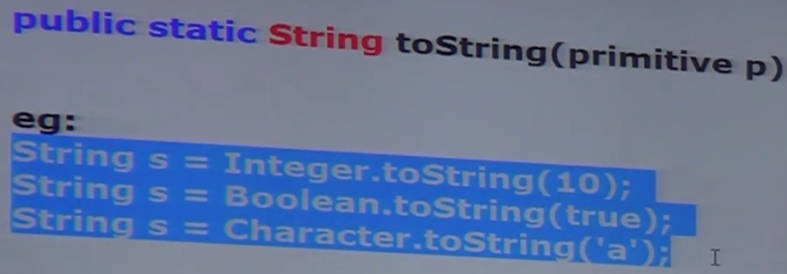 public static String toString(primitive p)
eg:
String s = Integer.toString(10);
String s = Boolean.toString(true);
String s = Character.toString('a');